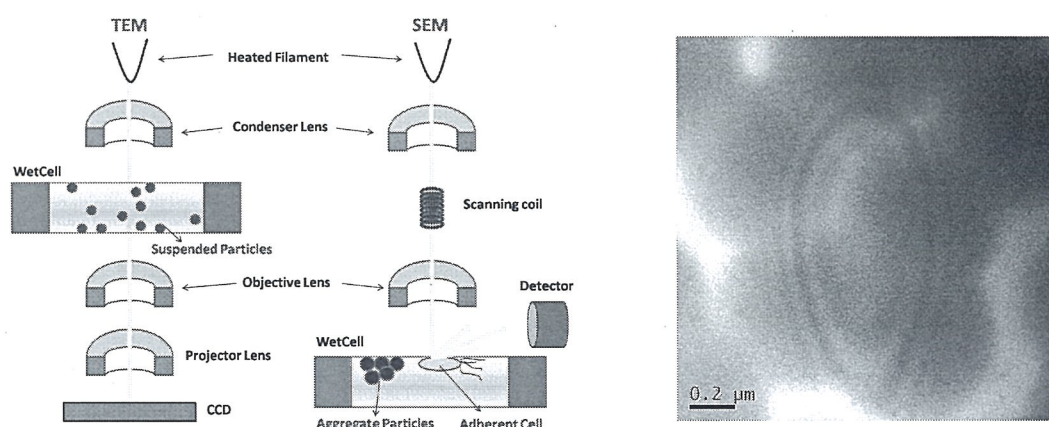 TEM
SEM
Heated Filament
Condenser Lens
WetCell
Scanning coil
Suspended Particles
Objective Lens
Detector
Projector Lens
WetCell
CCD
Aggregate Particles
Adherent Cell
0.2 µm